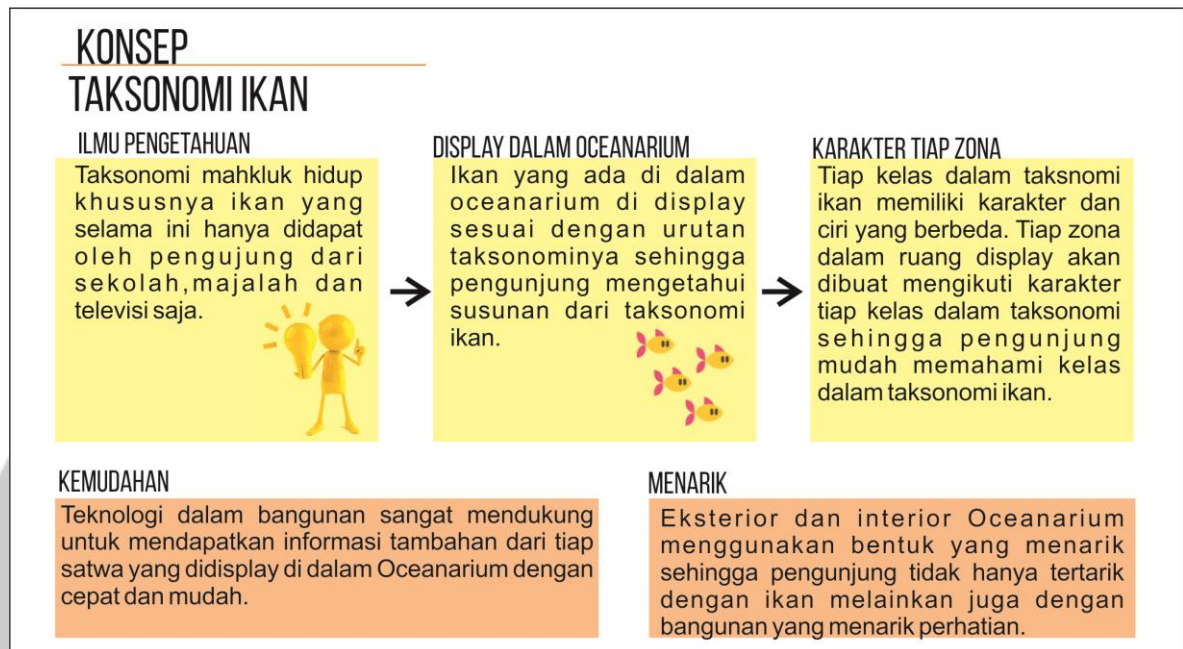 KONSEP
TAKSONOMI IKAN
ILMU PENGETAHUAN
Taksonomi mahkluk hidup
khususnya ikan yang
selama ini hanya didapat
oleh pengujung dari
sekolah,majalah dan
televisi saja.
DISPLAY DALAM OCEANARIUM
Ikan yang ada di dalam
oceanarium di display
sesuai dengan urutan
taksonominya sehingga
pengunjung mengetahui
susunan dari taksonomi
ikan.
KARAKTER TIAP ZONA
Tiap kelas dalam taksnomi
ikan memiliki karakter dan
ciri yang berbeda. Tiap zona
dalam ruang display akan
dibuat mengikuti karakter
tiap kelas dalam taksonomi
sehingga pengunjung
mudah memahami kelas
dalam taksonomi ikan.
KEMUDAHAN
Teknologi dalam bangunan sangat mendukung
untuk mendapatkan informasi tambahan dari tiap
satwa yang didisplay di dalam Oceanarium dengan
cepat dan mudah.
MENARIK
Eksterior dan interior Oceanarium
menggunakan bentuk yang menarik
sehingga pengunjung tidak hanya tertarik
dengan ikan melainkan juga dengan
bangunan yang menarik perhatian.